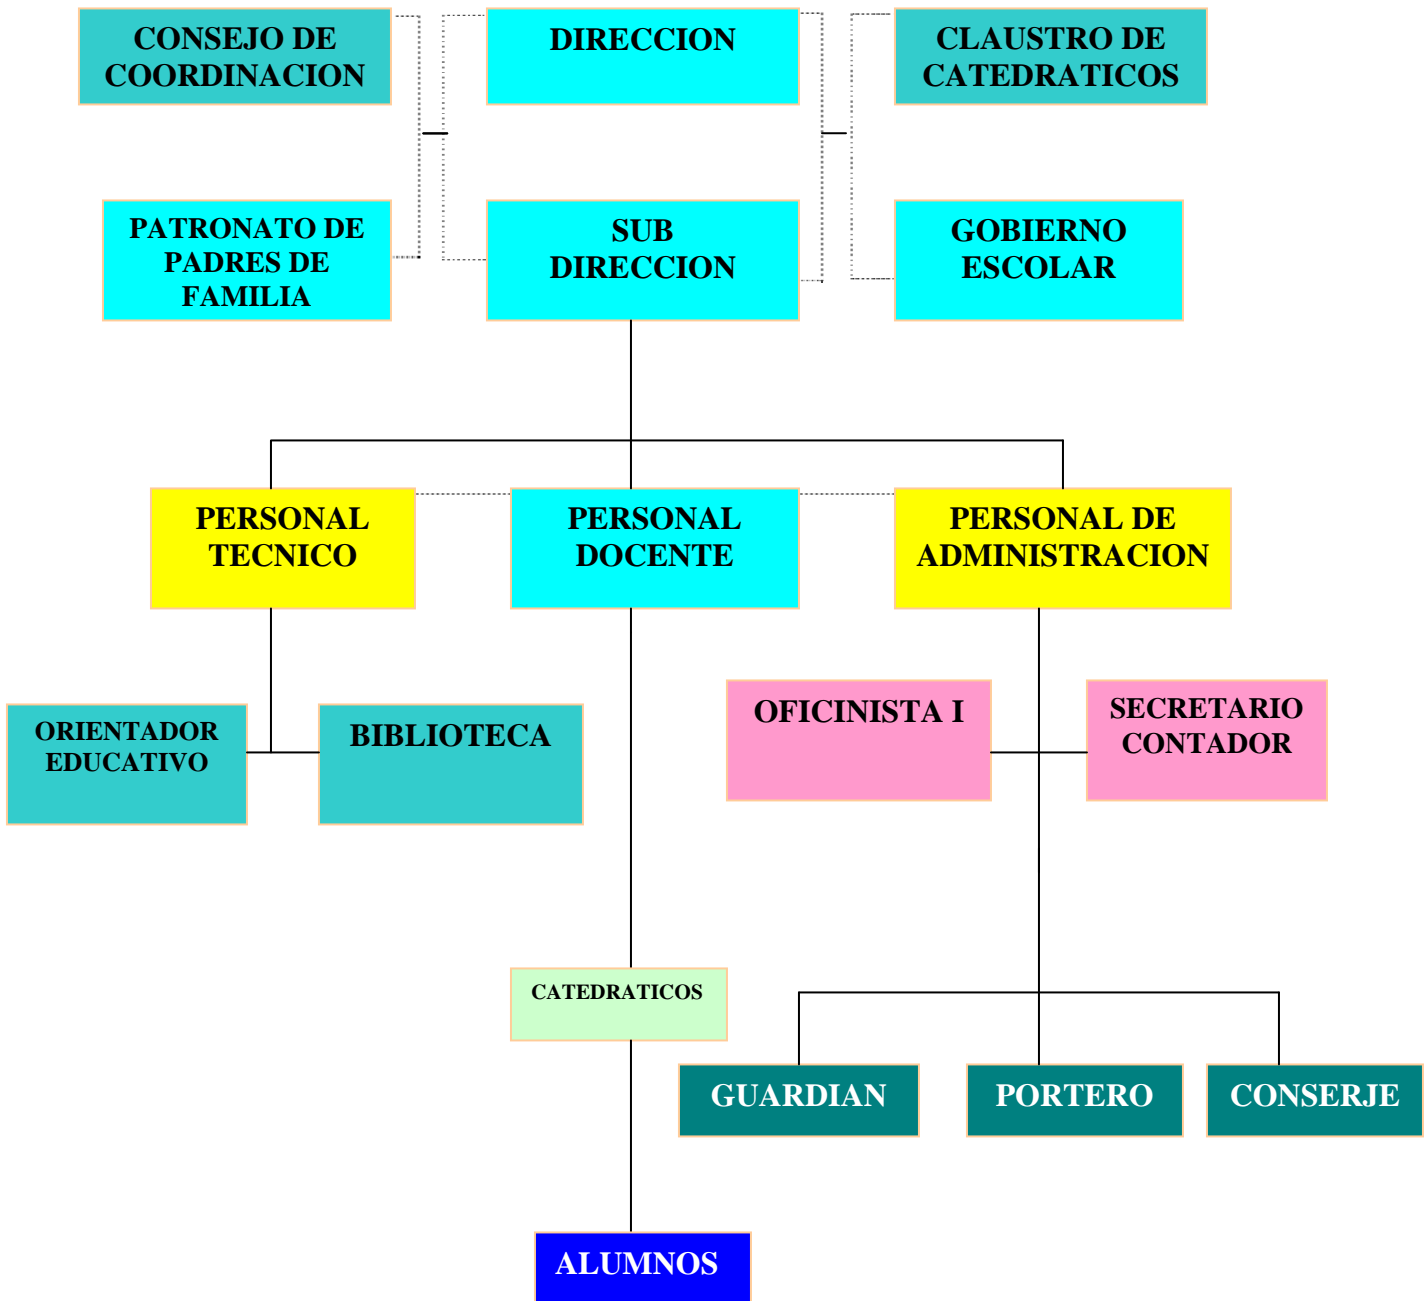 CONSEJO DE
COORDINACION
DIRECCION
CLAUSTRO DE
CATEDRATICOS
PATRONATO DE
PADRES DE
FAMILIA
SUB
DIRECCION
GOBIERNO
ESCOLAR
PERSONAL
TECNICO
PERSONAL
DOCENTE
PERSONAL DE
ADMINISTRACION
ORIENTADOR
EDUCATIVO
BIBLIOTECA
OFICINISTA I
SECRETARIO
CONTADOR
CATEDRATICOS
GUARDIAN
PORTERO
CONSERJE
ALUMNOS